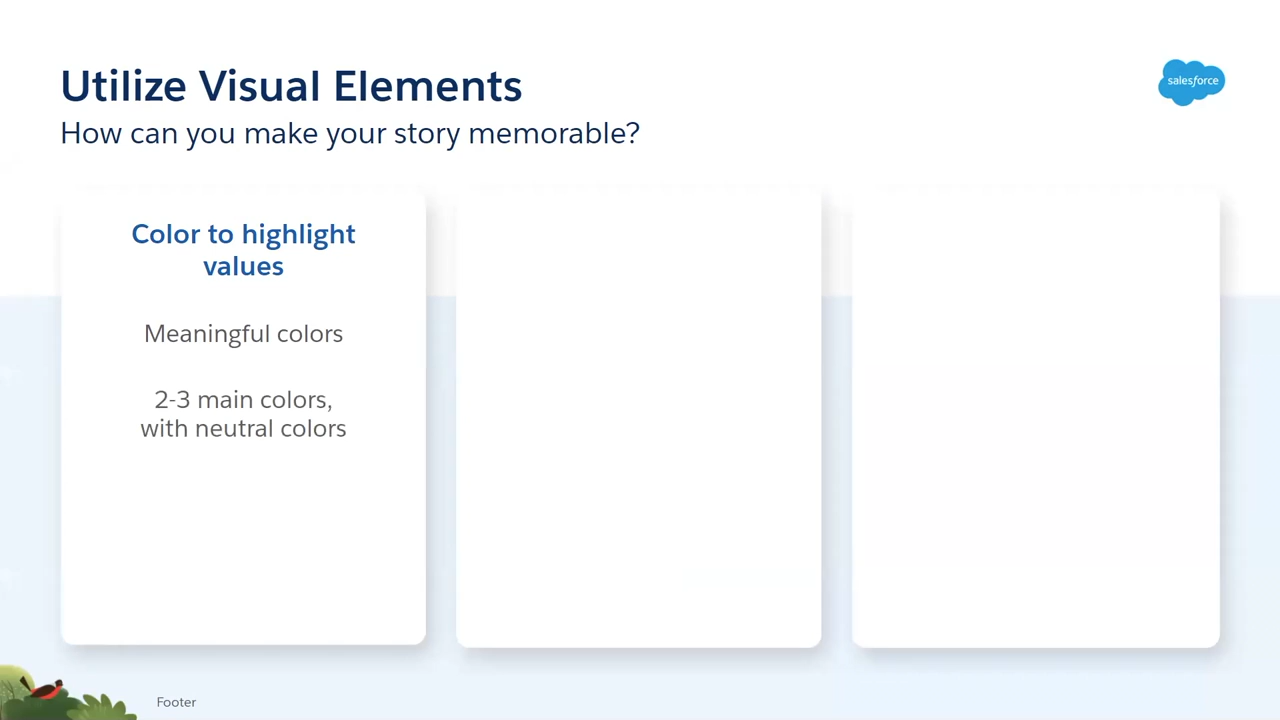 Utilize Visual Elements
salesforce
How can you make your story memorable?
Color to highlight
values
Meaningful colors
2-3 main colors,
with neutral colors
Footer